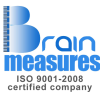 Brain
measures
ISO 9001-2008
certified company